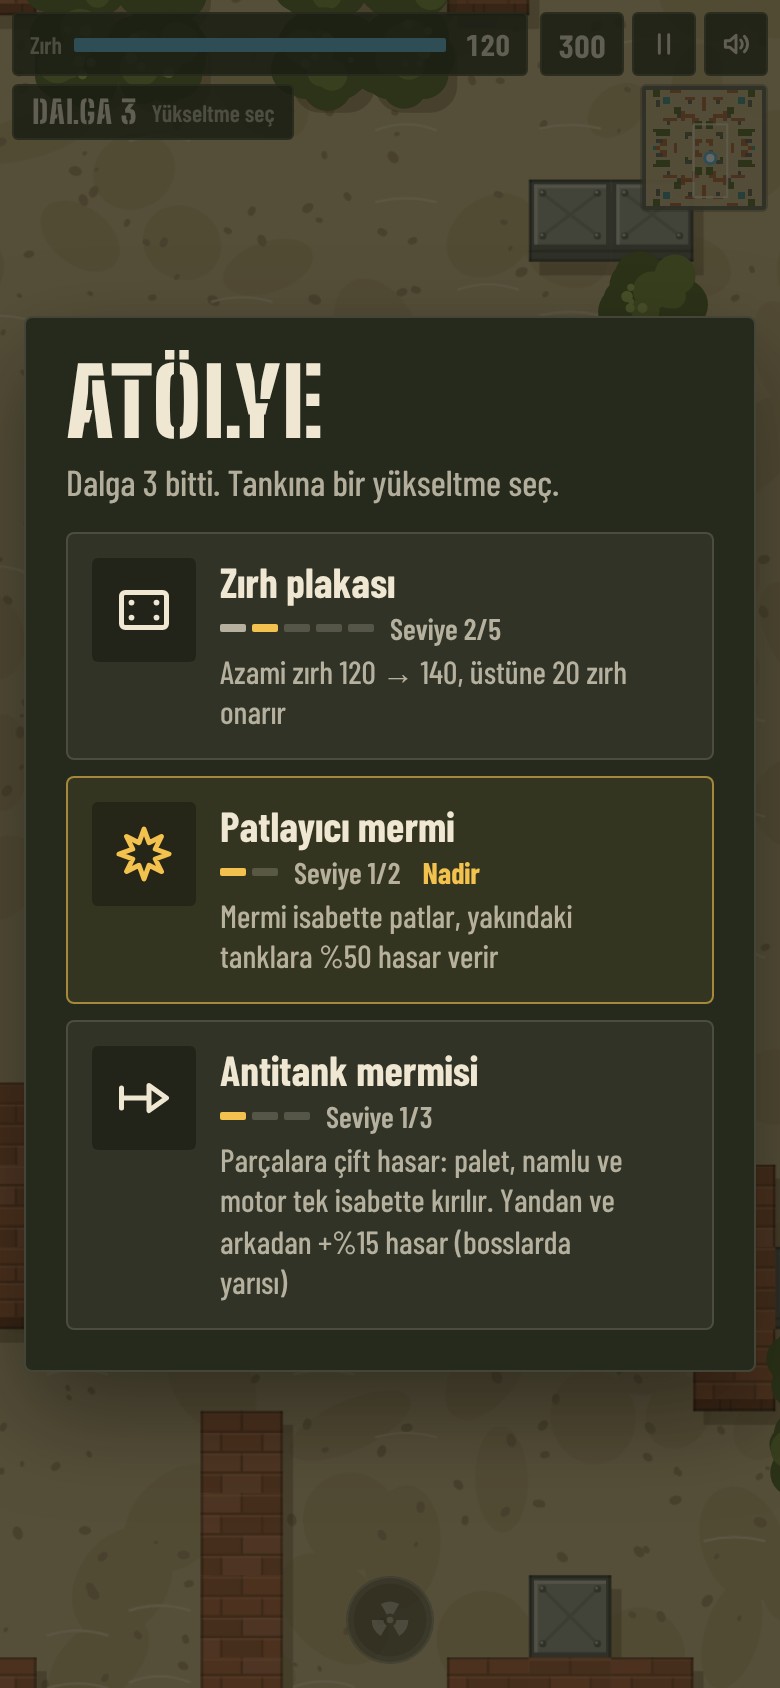 Zırh 120 300
DALGA 3 Yükseltme seç
ATÖLYE
Dalga 3 bitti. Tankına bir yükseltme seç.
Zırh plakası
Seviye 2/5
Azami zırh 120 → 140, üstüne 20 zırh
onarır
Patlayıcı mermi
Seviye 1/2 Nadir
Mermi isabette patlar, yakındaki
tanklara %50 hasar verir
Antitank mermisi
Seviye 1/3
Parçalara çift hasar: palet, namlu ve
motor tek isabette kırılır. Yandan ve
arkadan +%15 hasar (bosslarda
yarısı)